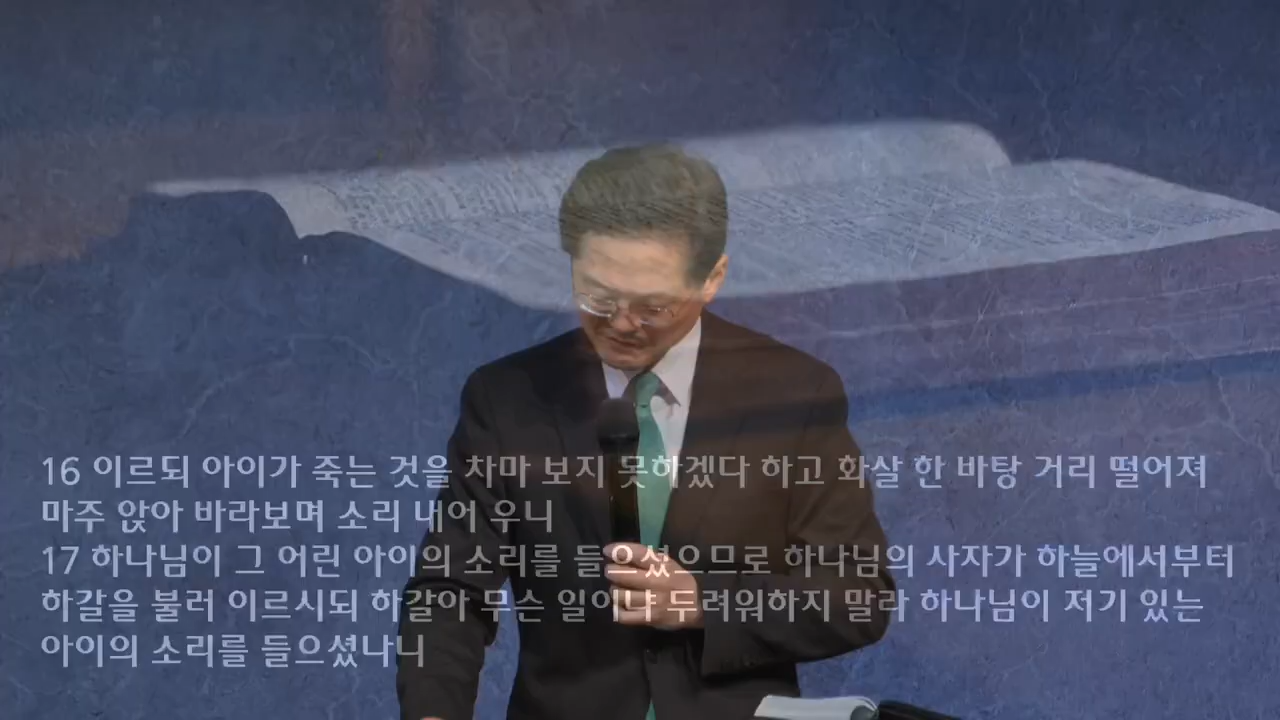 16 이르되 아이가 죽는 것을 차마 보지 못하겠다 하고 화살 한 바탕 거리 떨어져
마주 앉아 바라보며 소리 내어 우니
17 하나님이 그 어린 아이의 소리를 들으셨으므로 하나님의 사자가 하늘에서부터
하갈을 불러 이르시되 하갈아 무슨 일이냐 두려워하지 말라 하나님이 저기 있는
아이의 소리를 들으셨나니